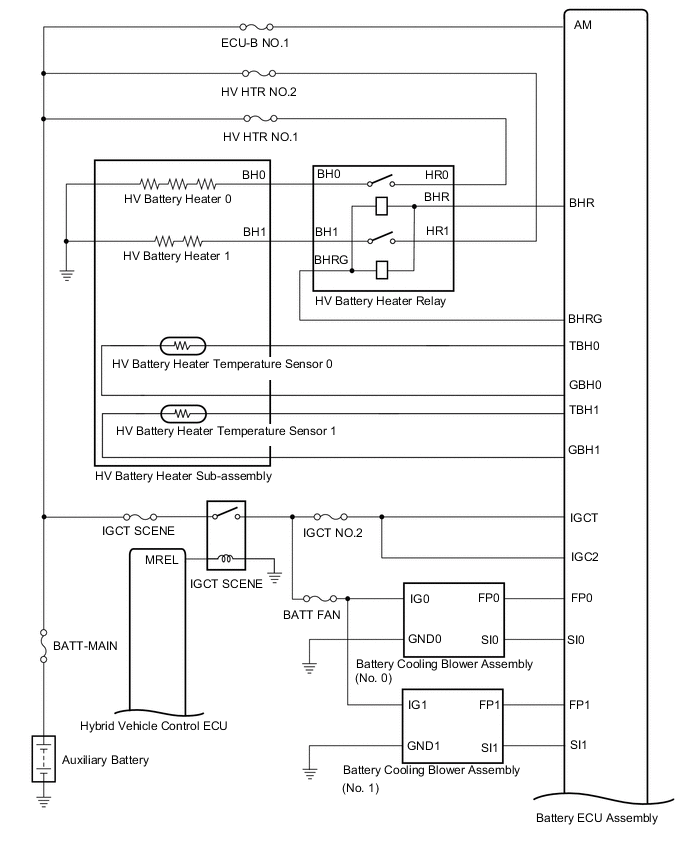 AM
ECU-B NO.1
HV HTR NO.2
HV HTR NO.1
BH0
BH0
HR0
HV Battery Heater 0
BHR
BHR
BH1
BH1
HR1
HV Battery Heater 1
BHRG
HV Battery Heater Relay
BHRG
TBH0
HV Battery Heater Temperature Sensor 0
GBH0
TBH1
HV Battery Heater Temperature Sensor 1
GBH1
HV Battery Heater Sub-assembly
IGCT
IGCT SCENE
IGCT NO.2
MREL
IGC2
IGCT SCENE
BATT FAN
IG0
FP0
FP0
GND0
SI0
SI0
BATT-MAIN
Battery Cooling Blower Assembly
(No. 0)
IG1
FP1
FP1
Hybrid Vehicle Control ECU
GND1
SI1
SI1
Auxiliary Battery
Battery Cooling Blower Assembly
(No. 1)
Battery ECU Assembly